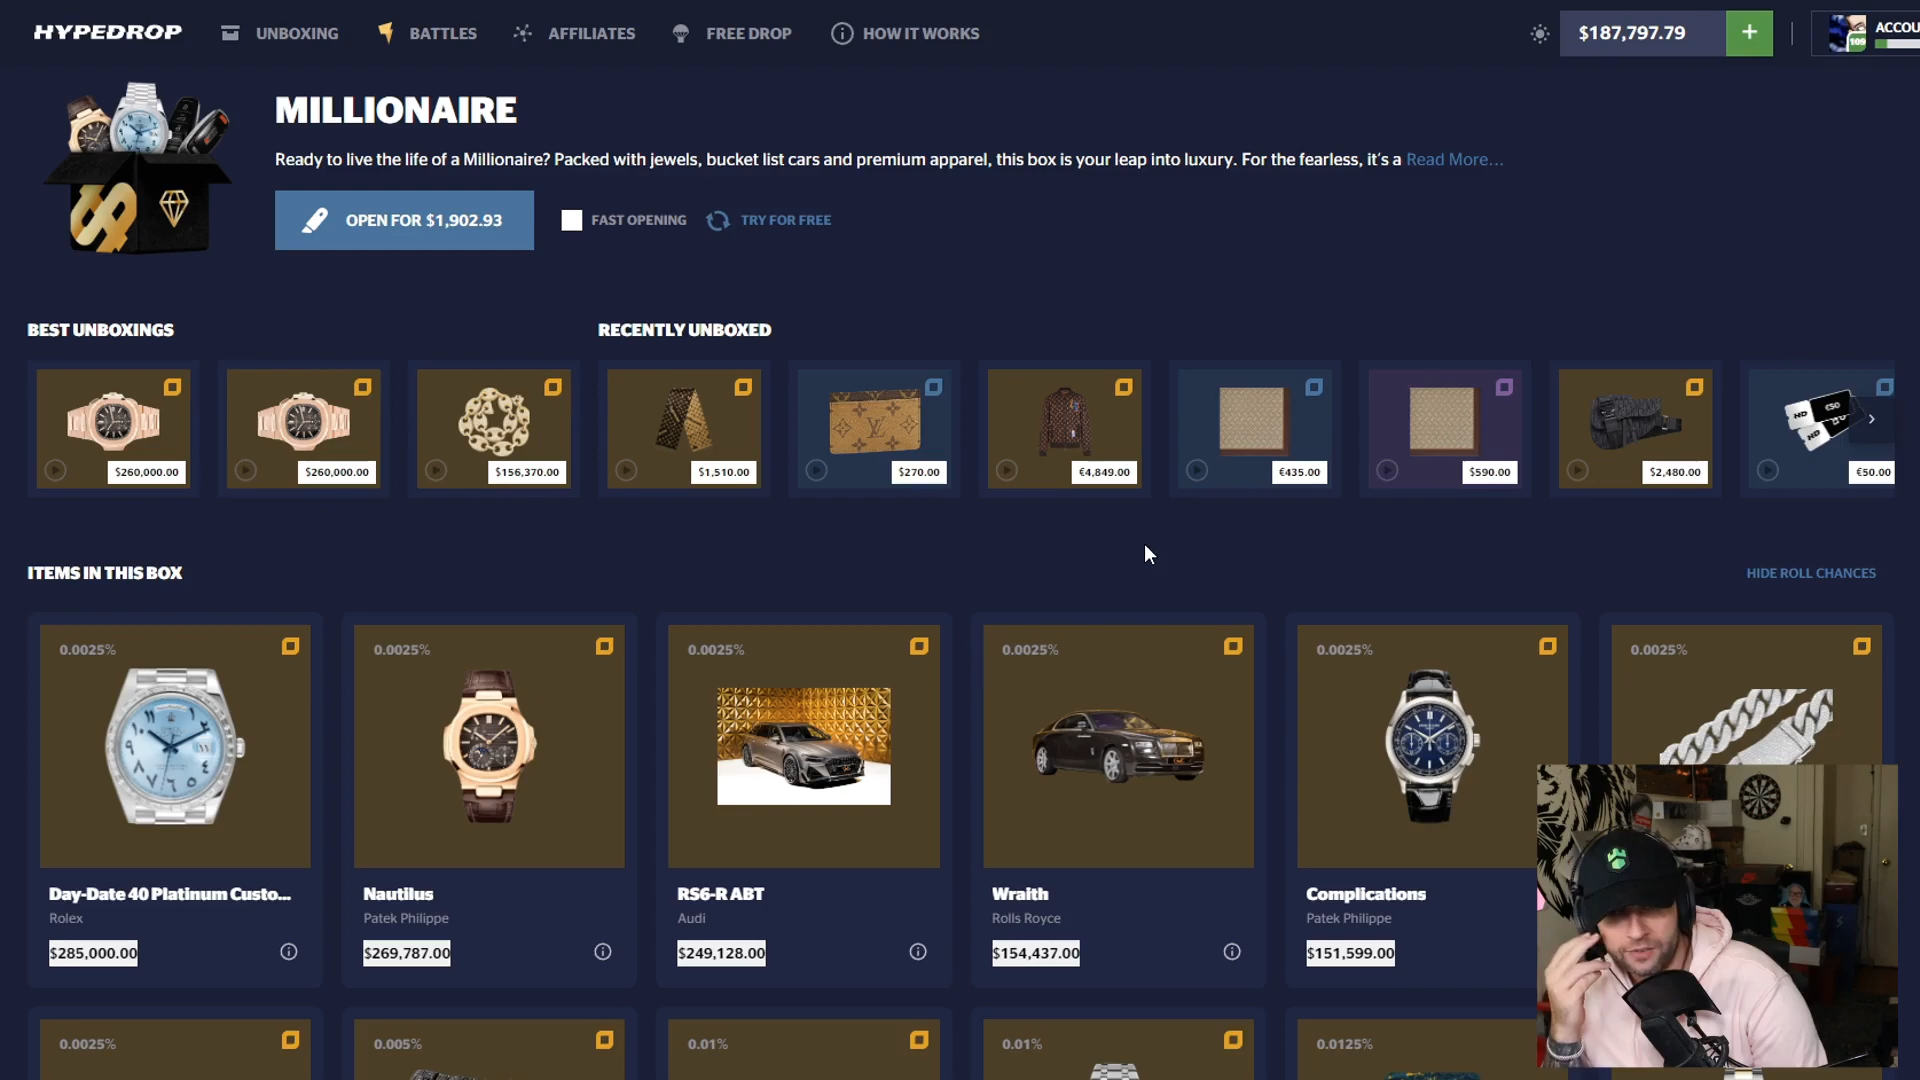 HYPEDROP
UNBOXING
BATTLES
AFFILIATES
FREE DROP
HOW IT WORKS
$187,797.79
+
109
ACCOU
MILLIONAIRE
Ready to live the life of a Millionaire? Packed with jewels, bucket list cars and premium apparel, this box is your leap into luxury. For the fearless, it's a Read More...
OPEN FOR $1,902.93
FAST OPENING
TRY FOR FREE
BEST UNBOXINGS
RECENTLY UNBOXED
$260,000.00
$260,000.00
$156,370.00
$1,510.00
$270.00
€4,849.00
€435.00
$590.00
$2,480.00
€50.00
ITEMS IN THIS BOX
HIDE ROLL CHANCES
0.0025%
0.0025%
0.0025%
0.0025%
0.0025%
0.0025%
Day-Date 40 Platinum Custo...
Rolex
$285,000.00
Nautilus
Patek Philippe
$269,787.00
RS6-R ABT
Audi
$249,128.00
Wraith
Rolls Royce
$154,437.00
Complications
Patek Philippe
$151,599.00
0.0025%
0.005%
0.01%
0.01%
0.0125%